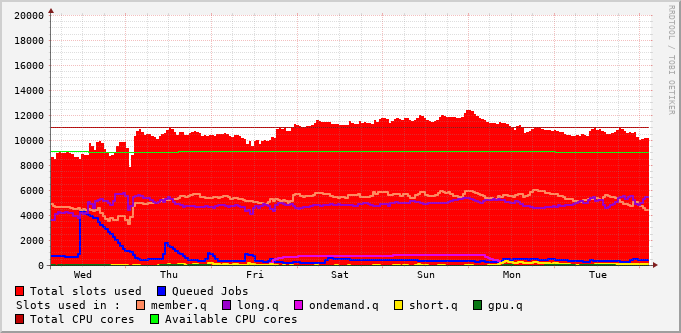 RRDTOOL / TOBI OETIKER
20000
18000
16000
14000
12000
10000
8000
6000
4000
2000
0
Wed Thu Fri Sat Sun Mon Tue
Total slots used Queued Jobs
Slots used in : member.q long.q ondemand.q short.q gpu.q
Total CPU cores Available CPU cores